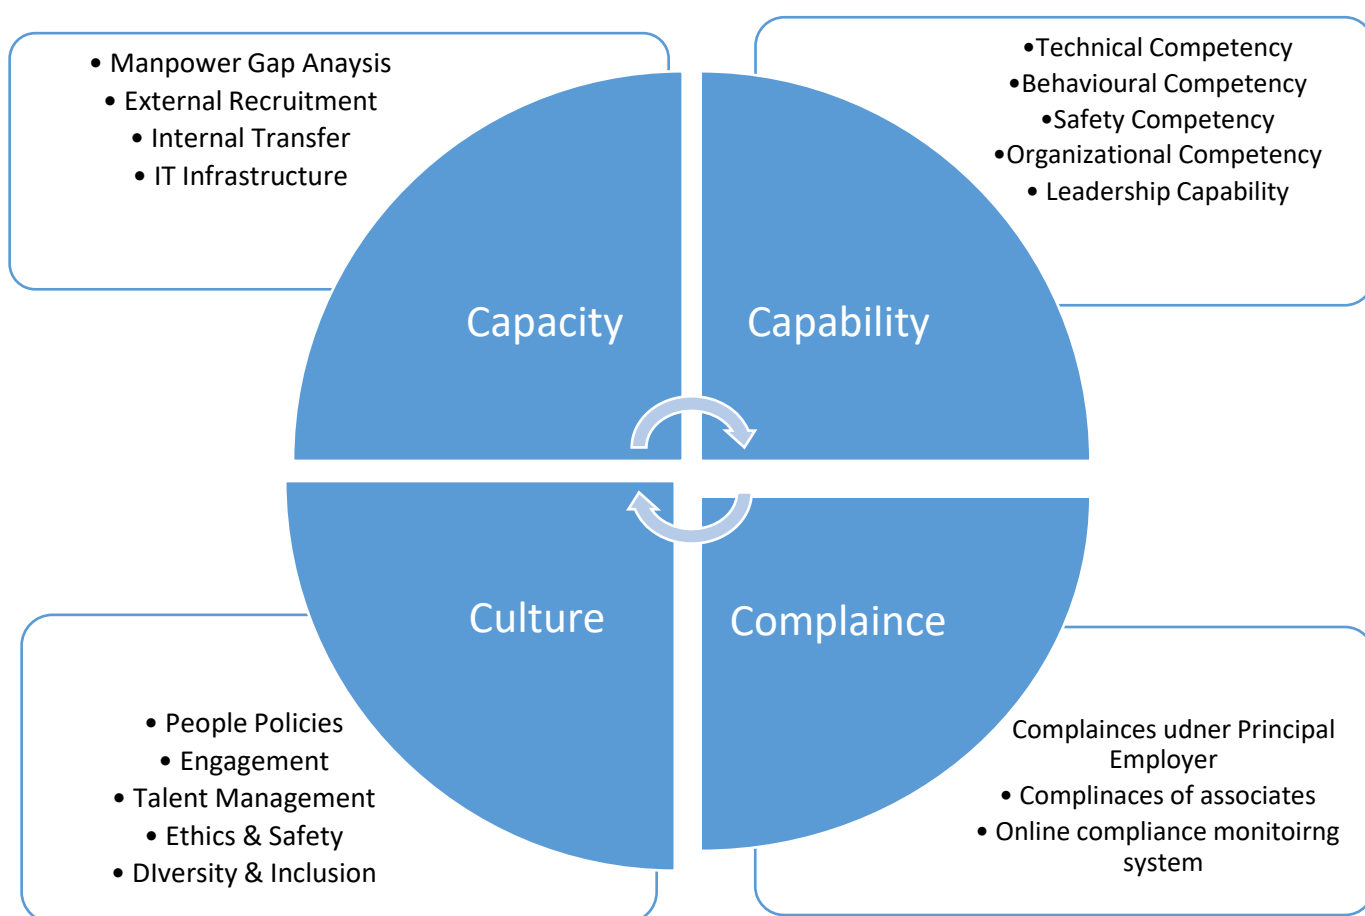 • Manpower Gap Anaysis
• External Recruitment
• Internal Transfer
• IT Infrastructure
•Technical Competency
•Behavioural Competency
•Safety Competency
•Organizational Competency
• Leadership Capability
Capacity
Capability
Culture
Complaince
• People Policies
• Engagement
• Talent Management
• Ethics & Safety
• DIversity & Inclusion
Complainces udner Principal
Employer
• Complinaces of associates
• Online compliance monitoirng
system